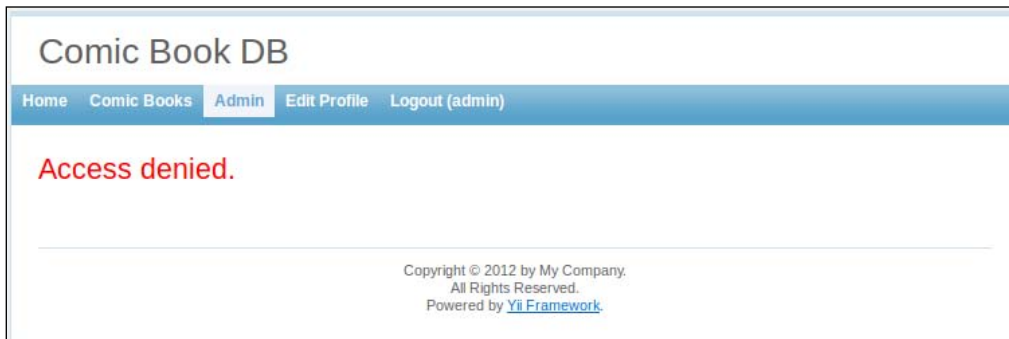 Comic Book DB
Home Comic Books Admin Edit Profile Logout (admin)
Access denied.
Copyright © 2012 by My Company.
All Rights Reserved.
Powered by Yii Framework.